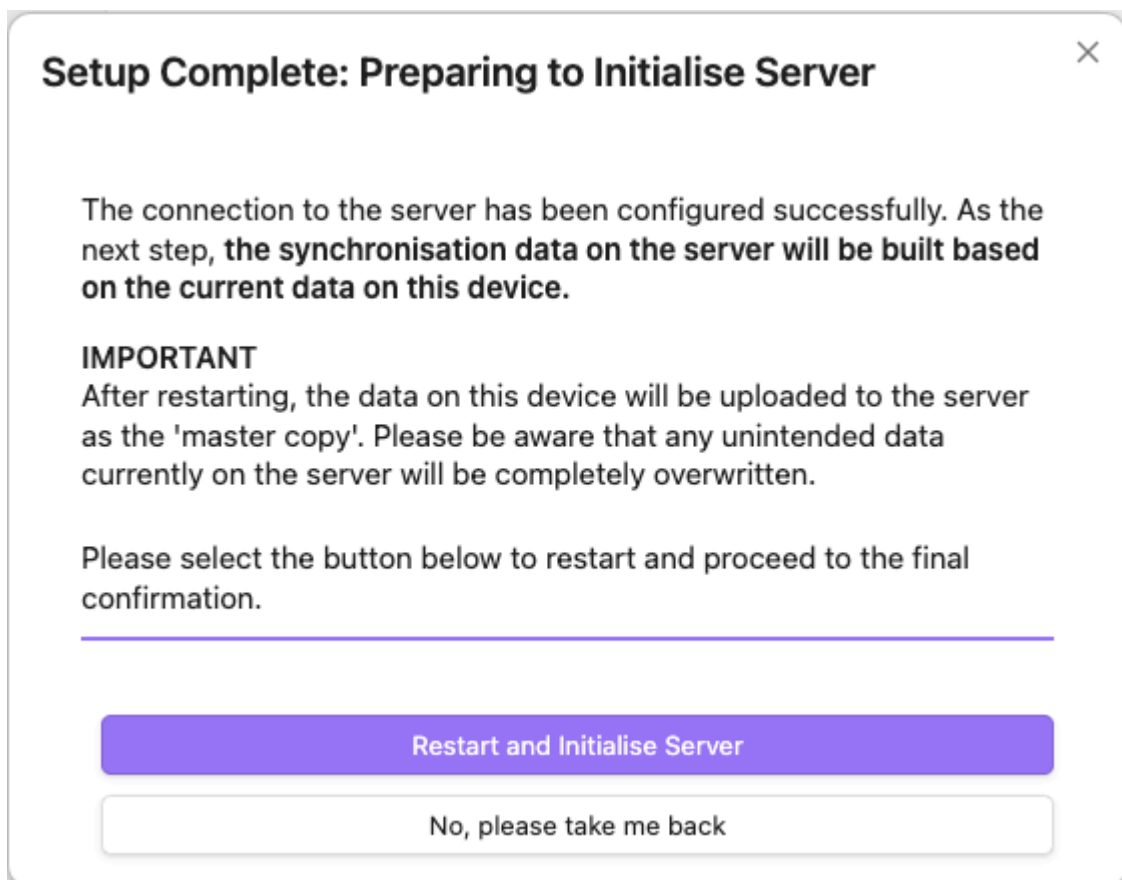 Setup Complete: Preparing to Initialise Server
The connection to the server has been configured successfully. As the
next step, the synchronisation data on the server will be built based
on the current data on this device.
IMPORTANT
After restarting, the data on this device will be uploaded to the server
as the 'master copy'. Please be aware that any unintended data
currently on the server will be completely overwritten.
Please select the button below to restart and proceed to the final
confirmation.
Restart and Initialise Server
No, please take me back